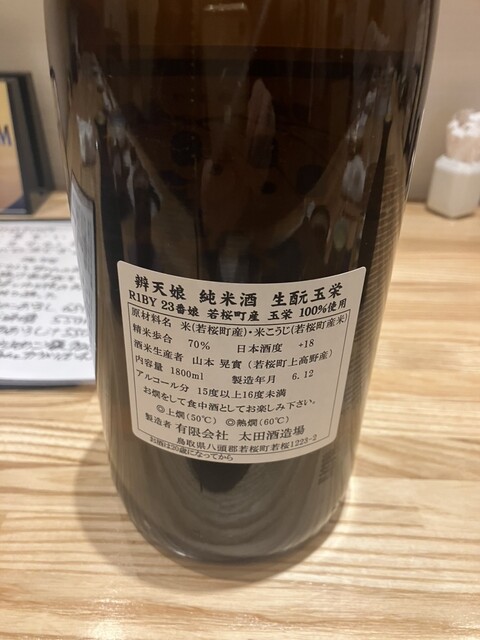 辨天娘 純米酒 生酛玉栄
R1BY 23番娘 若桜町産 玉栄 100%使用
原材料名 米(若桜町産)・米こうじ(若桜町産米)
精米歩合 70% 日本酒度 +18
酒米生産者 山本 晃實 (若桜町上高野産)
内容量 1800ml 製造年月 6.12
アルコール分 15度以上16度未満
お燗をして食中酒としてお楽しみ下さい。
◎上燗(50℃) ◎熱燗(60℃)
製造者 有限会社 太田酒造場
鳥取県八頭郡若桜町若桜1223-2
お酒は20歳になってから